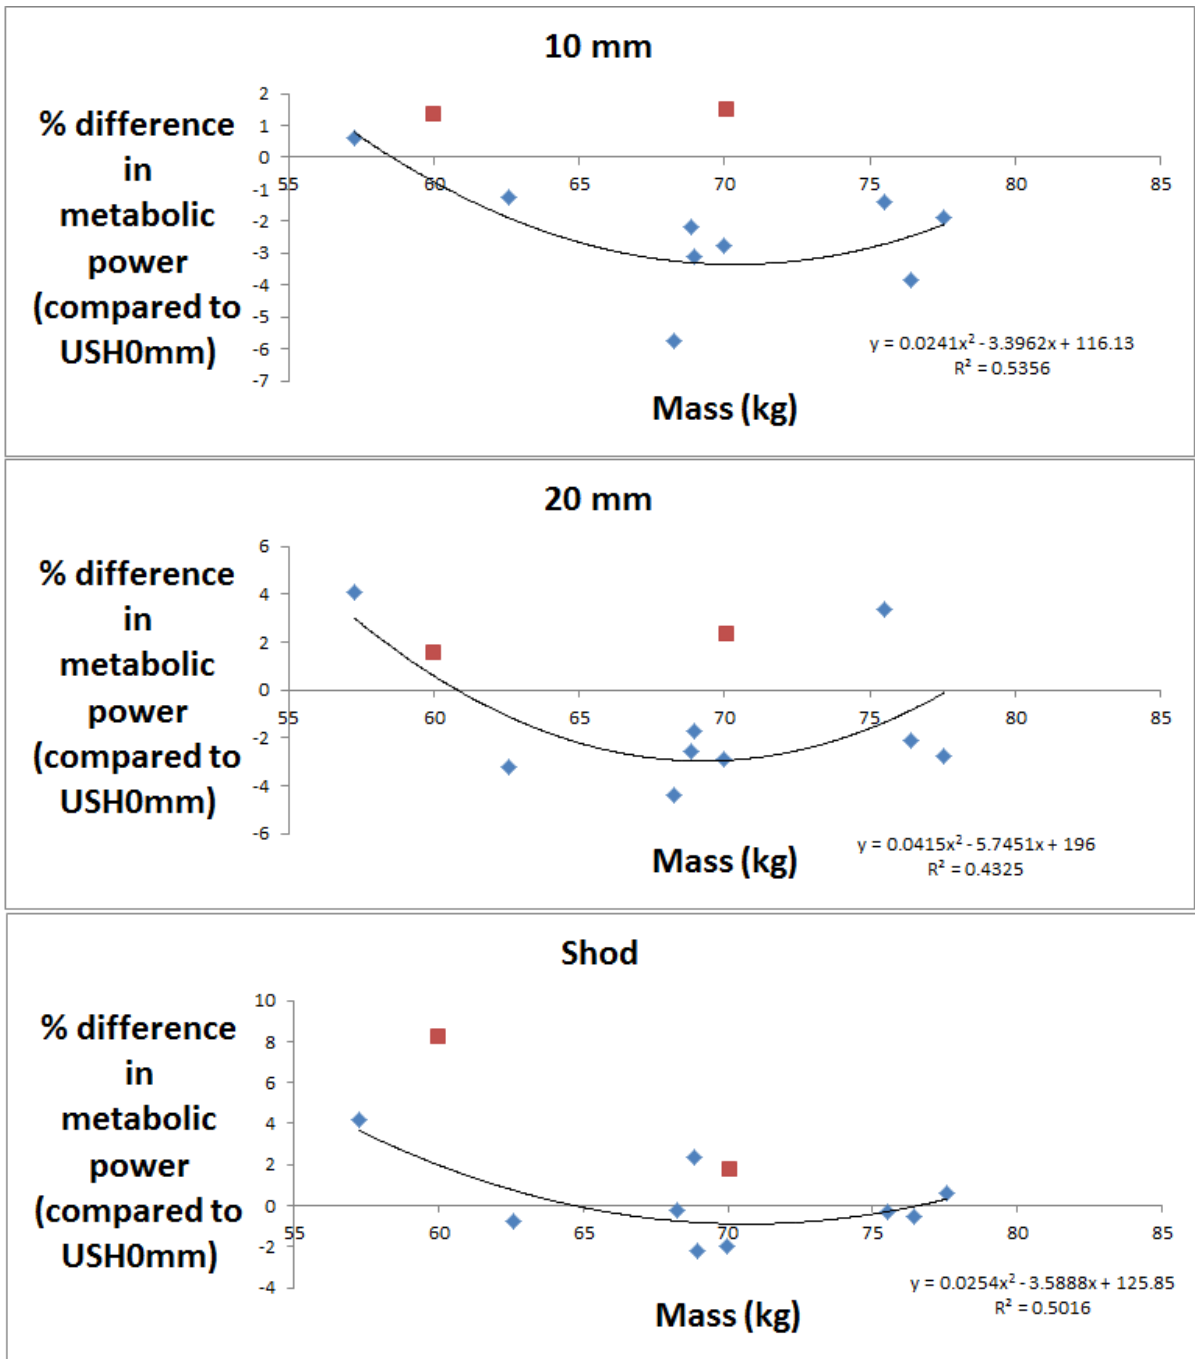 10 mm
% difference
in
metabolic
power
(compared to
USH0mm)
2
1
0
-1
-2
-3
-4
-5
-6
-7
55 60 65 70 75 80 85
y = 0.0241x² - 3.3962x + 116.13
R² = 0.5356
Mass (kg)
20 mm
% difference
in
metabolic
power
(compared to
USH0mm)
6
4
2
0
-2
-4
-6
55 60 65 70 75 80 85
y = 0.0415x² - 5.7451x + 196
R² = 0.4325
Mass (kg)
Shod
% difference
in
metabolic
power
(compared to
USH0mm)
10
8
6
4
2
0
-2
-4
55 60 65 70 75 80 85
y = 0.0254x² - 3.5888x + 125.85
R² = 0.5016
Mass (kg)